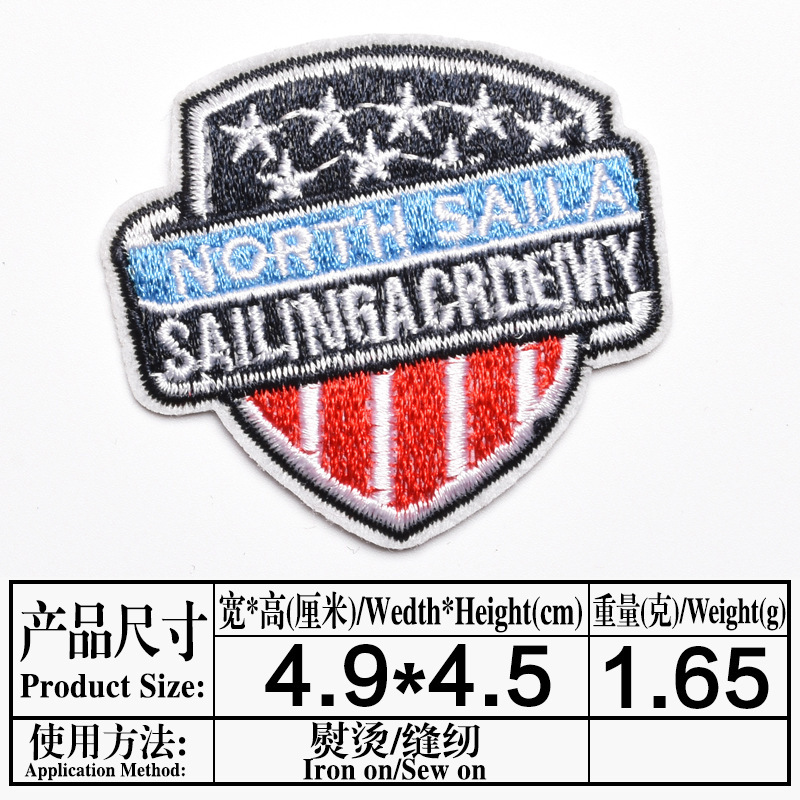 NORTH SAILA
SAILINGACRDEMY
产品尺寸
Product Size:
宽*高(厘米)/Wedth*Height(cm)
4.9*4.5
重量(克)/Weight(g)
1.65
使用方法:
Application Method:
熨烫/缝纫
Iron on/Sew on